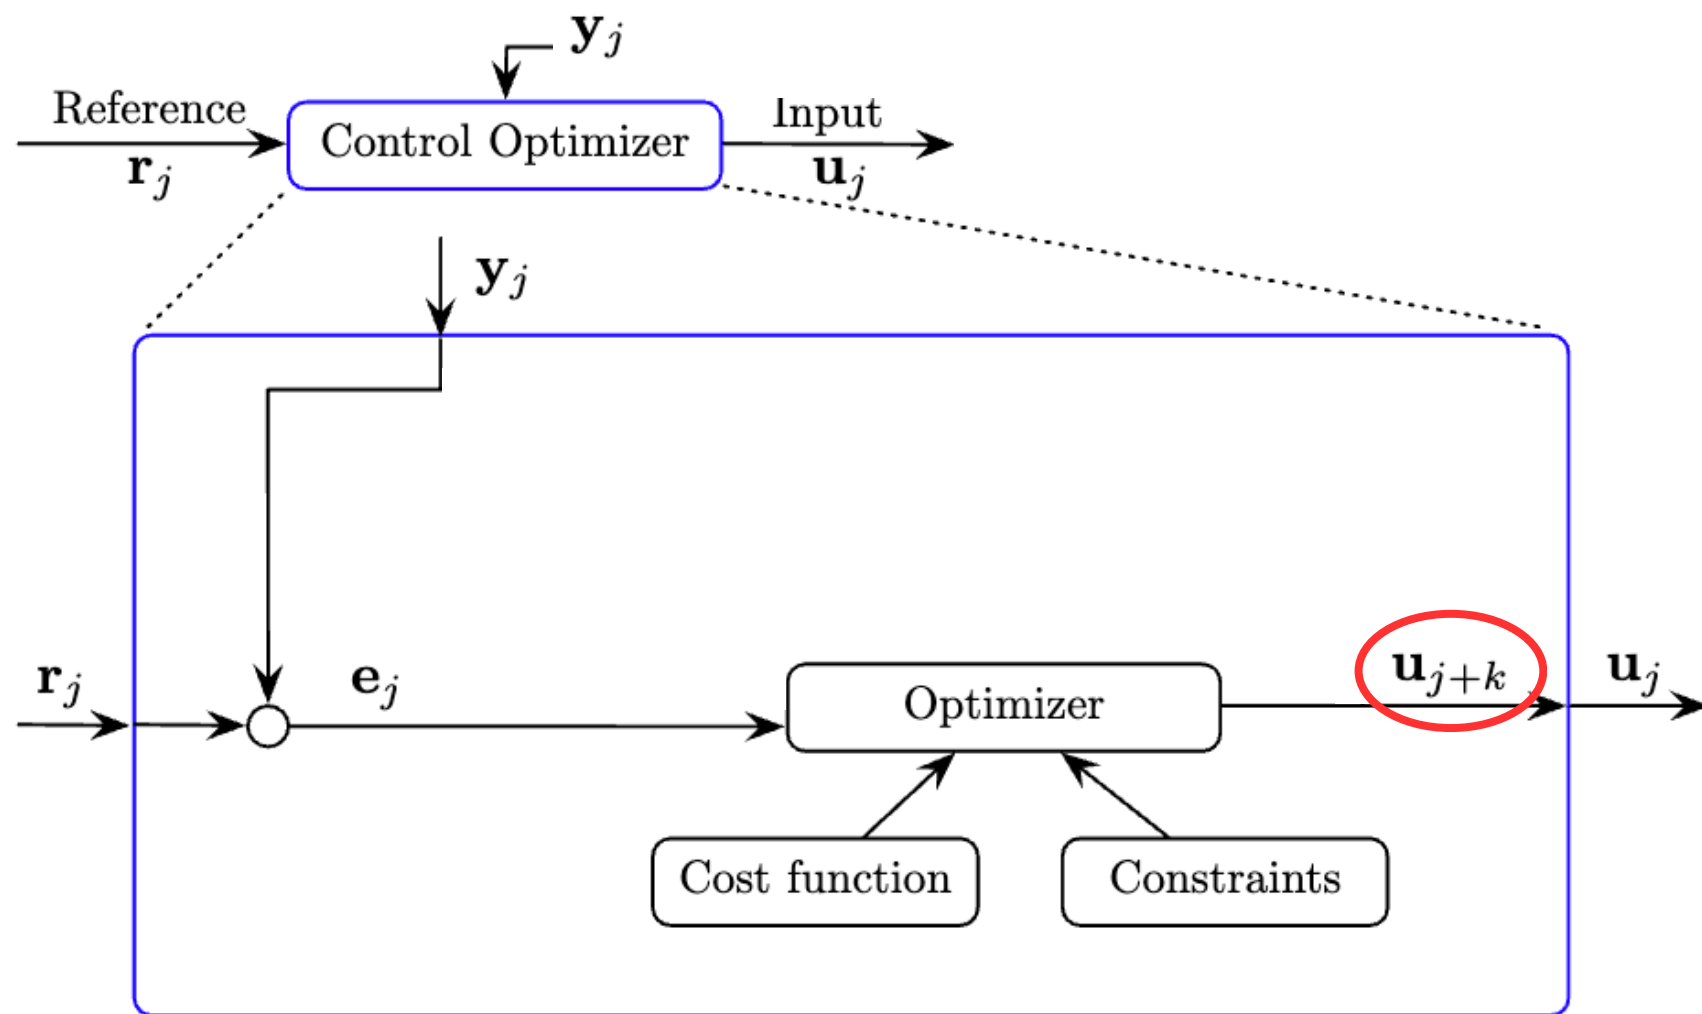 y_j
Reference
r_j
Control Optimizer
Input
u_j
y_j
r_j
e_j
Optimizer
u_{j+k}
u_j
Cost function
Constraints